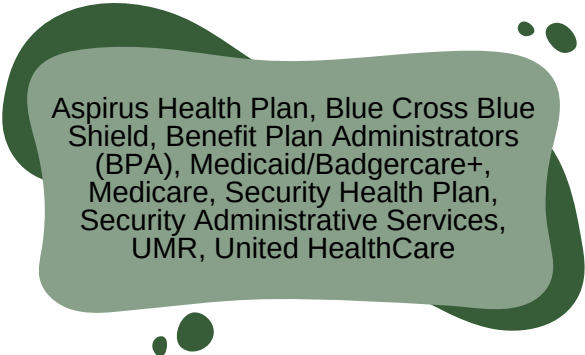 Aspirus Health Plan, Blue Cross Blue
Shield, Benefit Plan Administrators
(BPA), Medicaid/Badgercare+,
Medicare, Security Health Plan,
Security Administrative Services,
UMR, United HealthCare